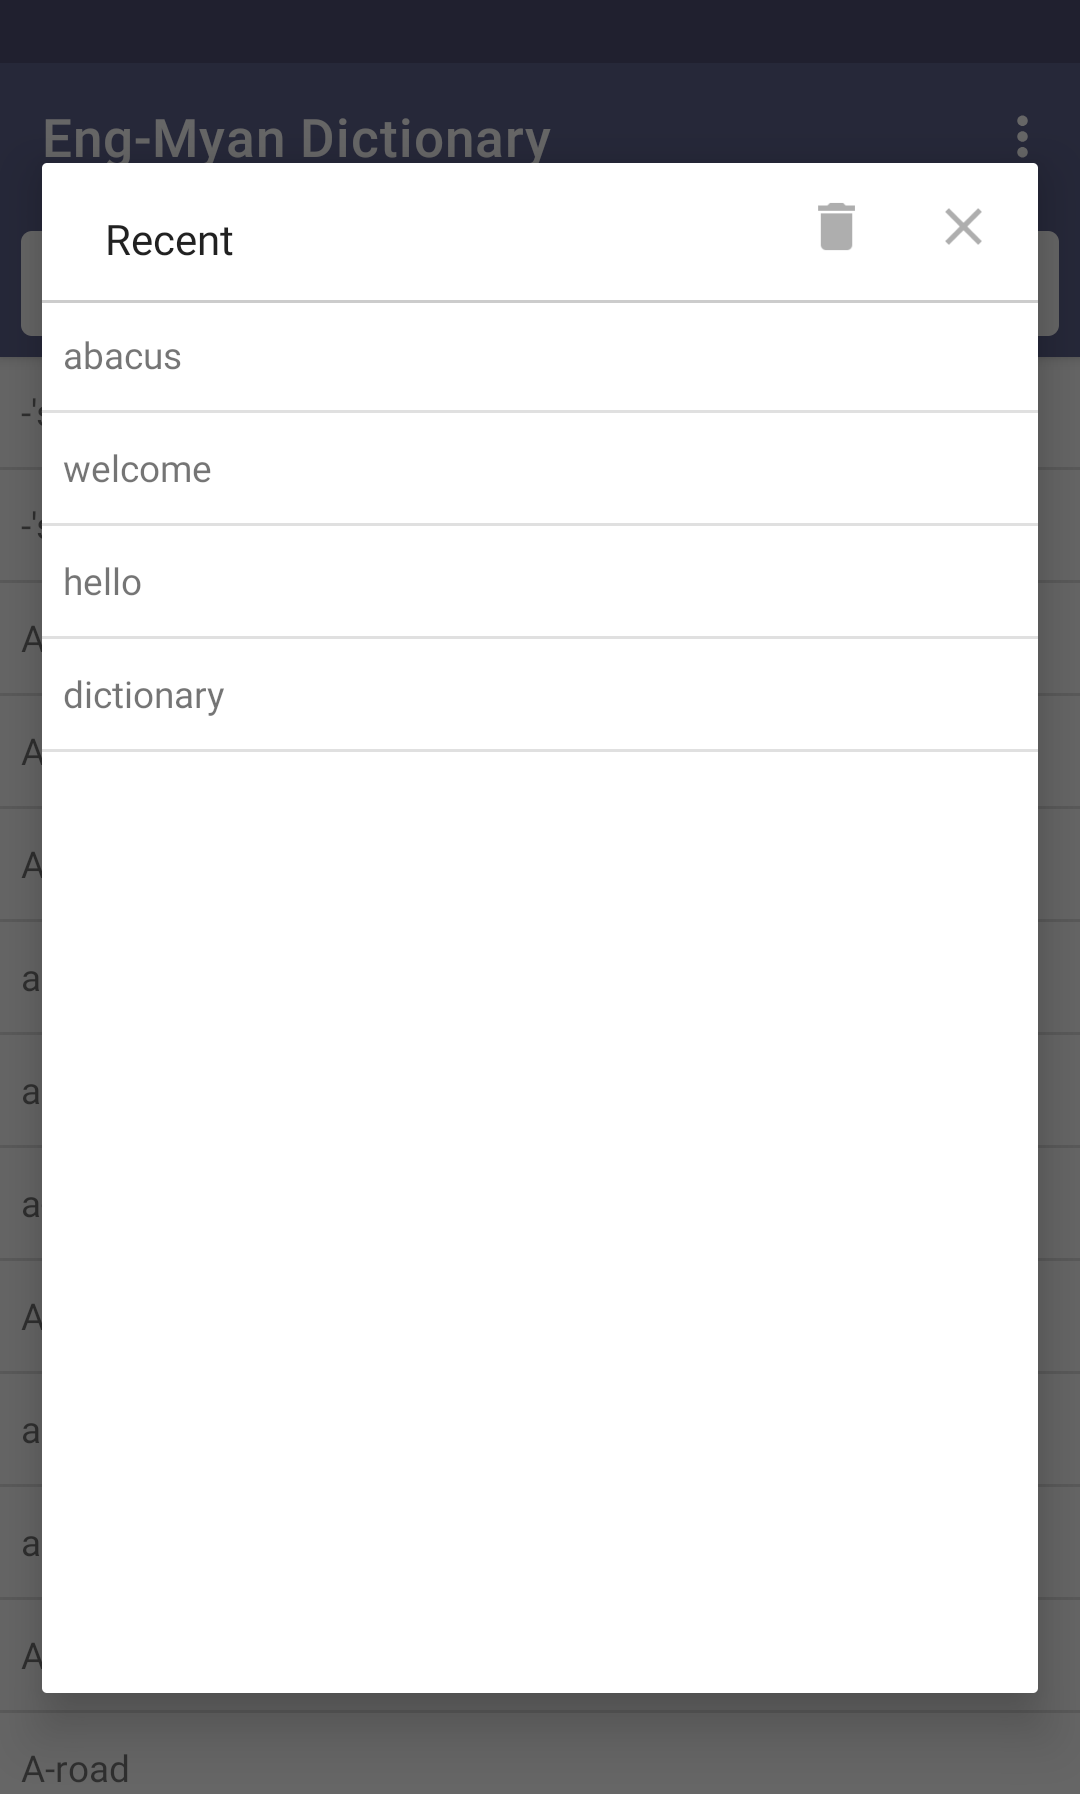 Eng-Myan Dictionary
Recent
abacus
welcome
hello
dictionary
A-road